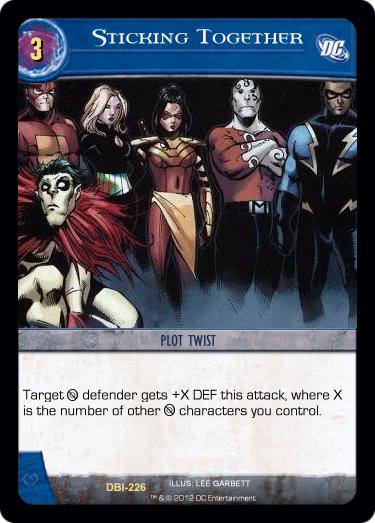 3
STICKING TOGETHER
DC
M
PLOT TWIST
Target defender gets +X DEF this attack, where X
is the number of other characters you control.
DBI-226
ILLUS: LEE GARBETT
™ & © 2012 DC Entertainment